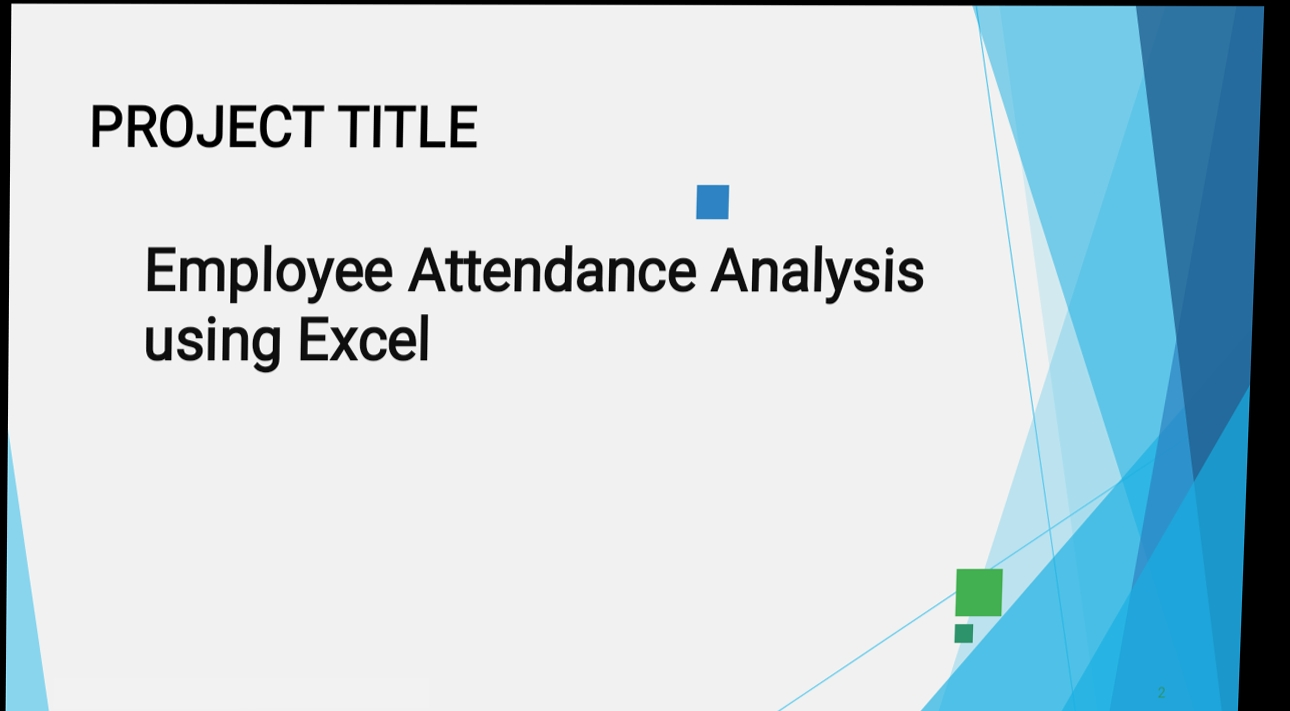 PROJECT TITLE
Employee Attendance Analysis
using Excel
2